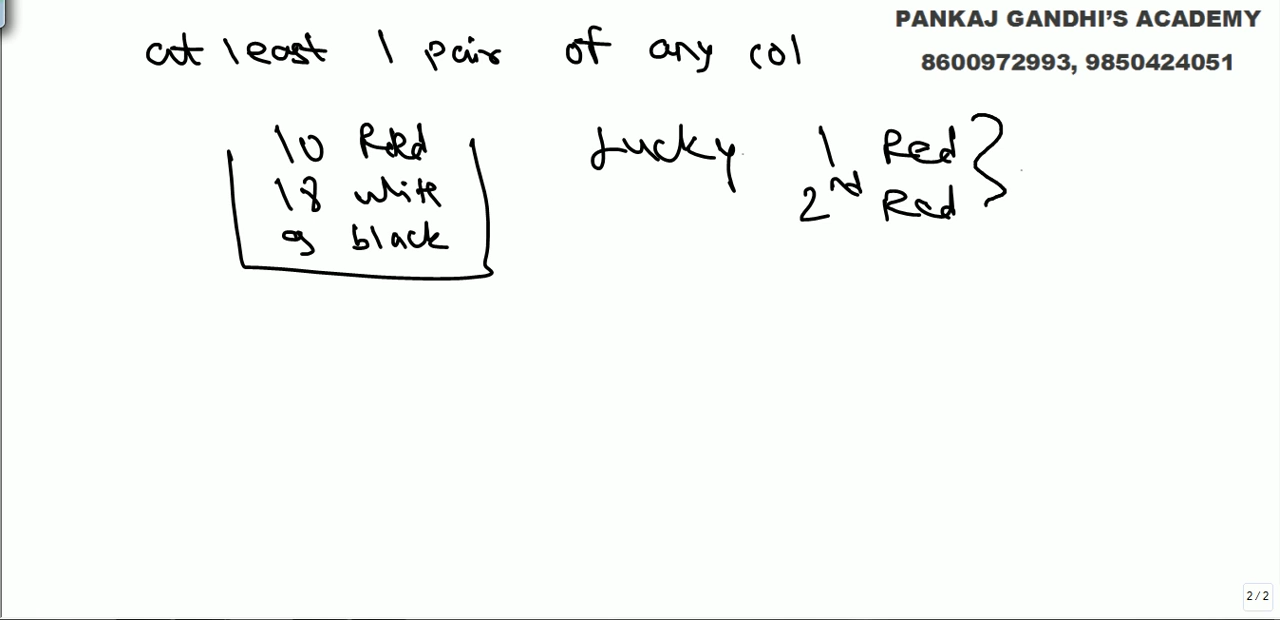 PANKAJ GANDHI'S ACADEMY
8600972993, 9850424051
at least 1 pair of any col
10 Red
18 white
9 black
Lucky 1 Red
2nd Red
2 / 2